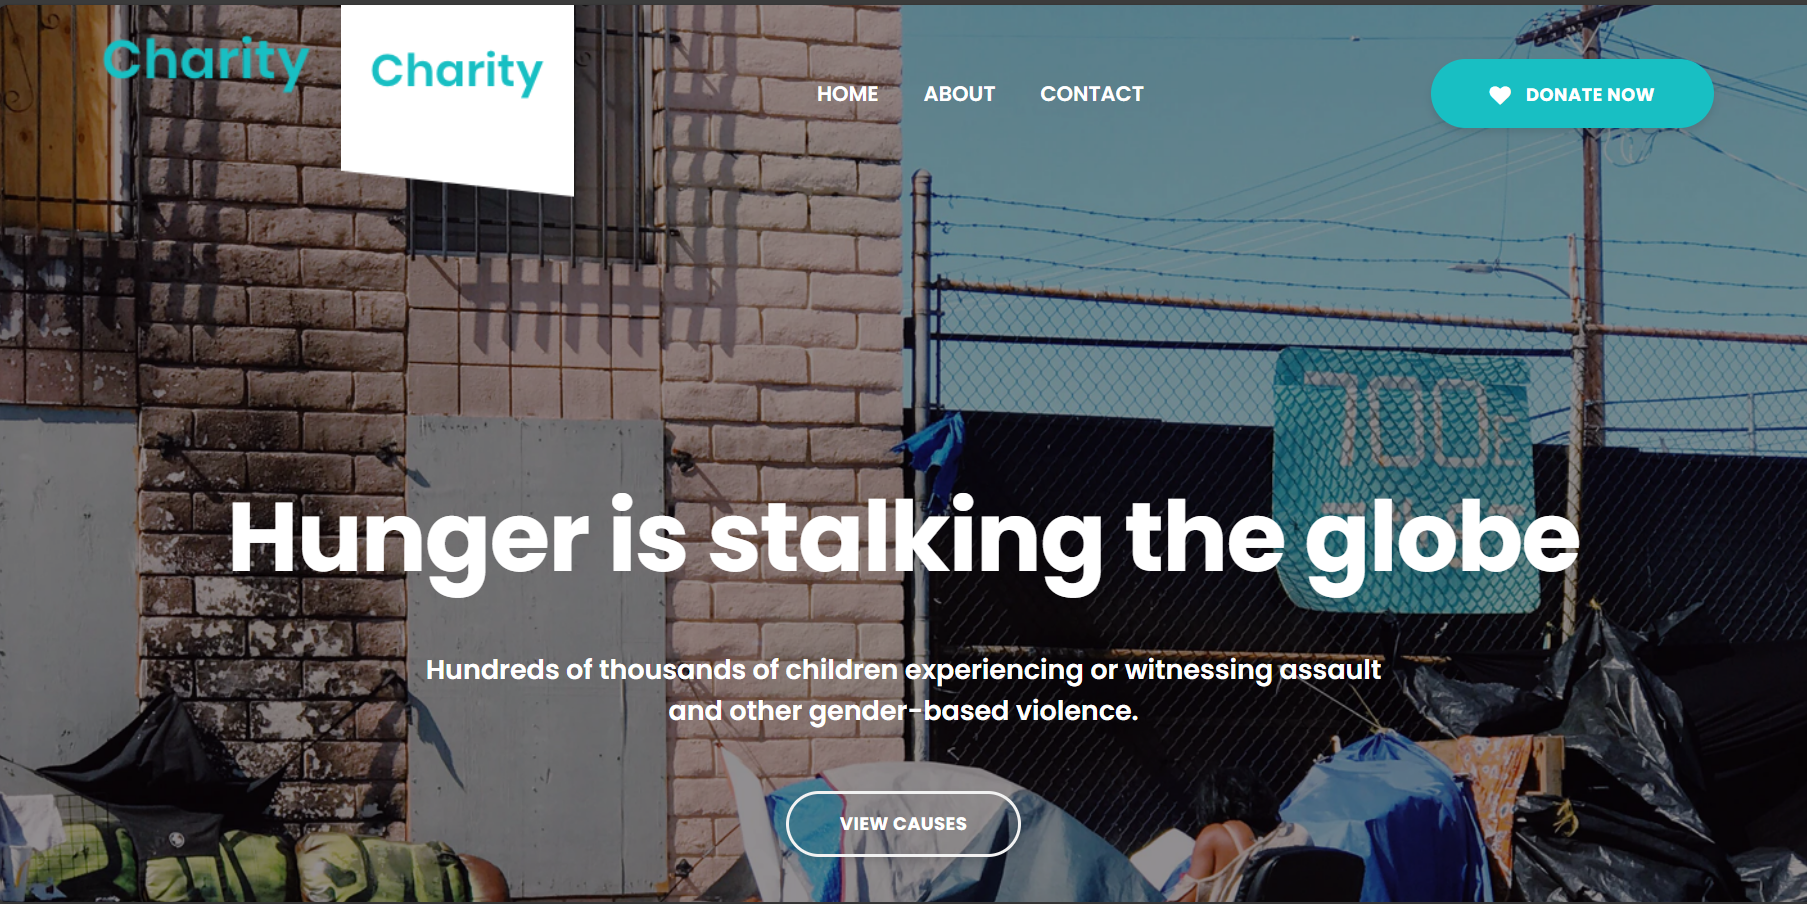 Charity
Charity
HOME
ABOUT
CONTACT
DONATE NOW
700
Hunger is stalking the globe
Hundreds of thousands of children experiencing or witnessing assault
and other gender-based violence.
VIEW CAUSES